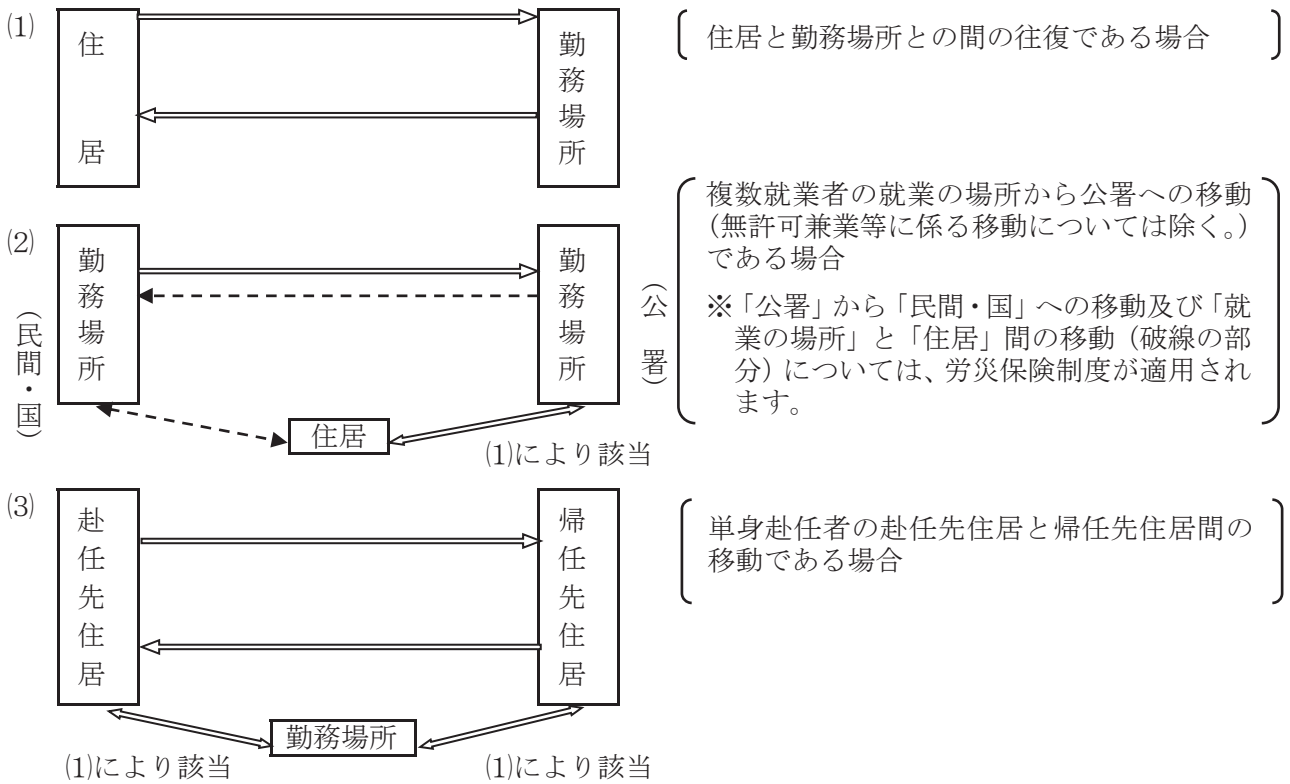 ⑴
住居
勤務場所
住居と勤務場所との間の往復である場合
⑵
勤務場所
(民間・国)
勤務場所
(公署)
住居
⑴により該当
複数就業者の就業の場所から公署への移動
(無許可兼業等に係る移動については除く。)
である場合
※「公署」から「民間・国」への移動及び「就
業の場所」と「住居」間の移動(破線の部
分)については、労災保険制度が適用され
ます。
⑶
赴任先住居
帰任先住居
勤務場所
⑴により該当
⑴により該当
単身赴任者の赴任先住居と帰任先住居間の
移動である場合